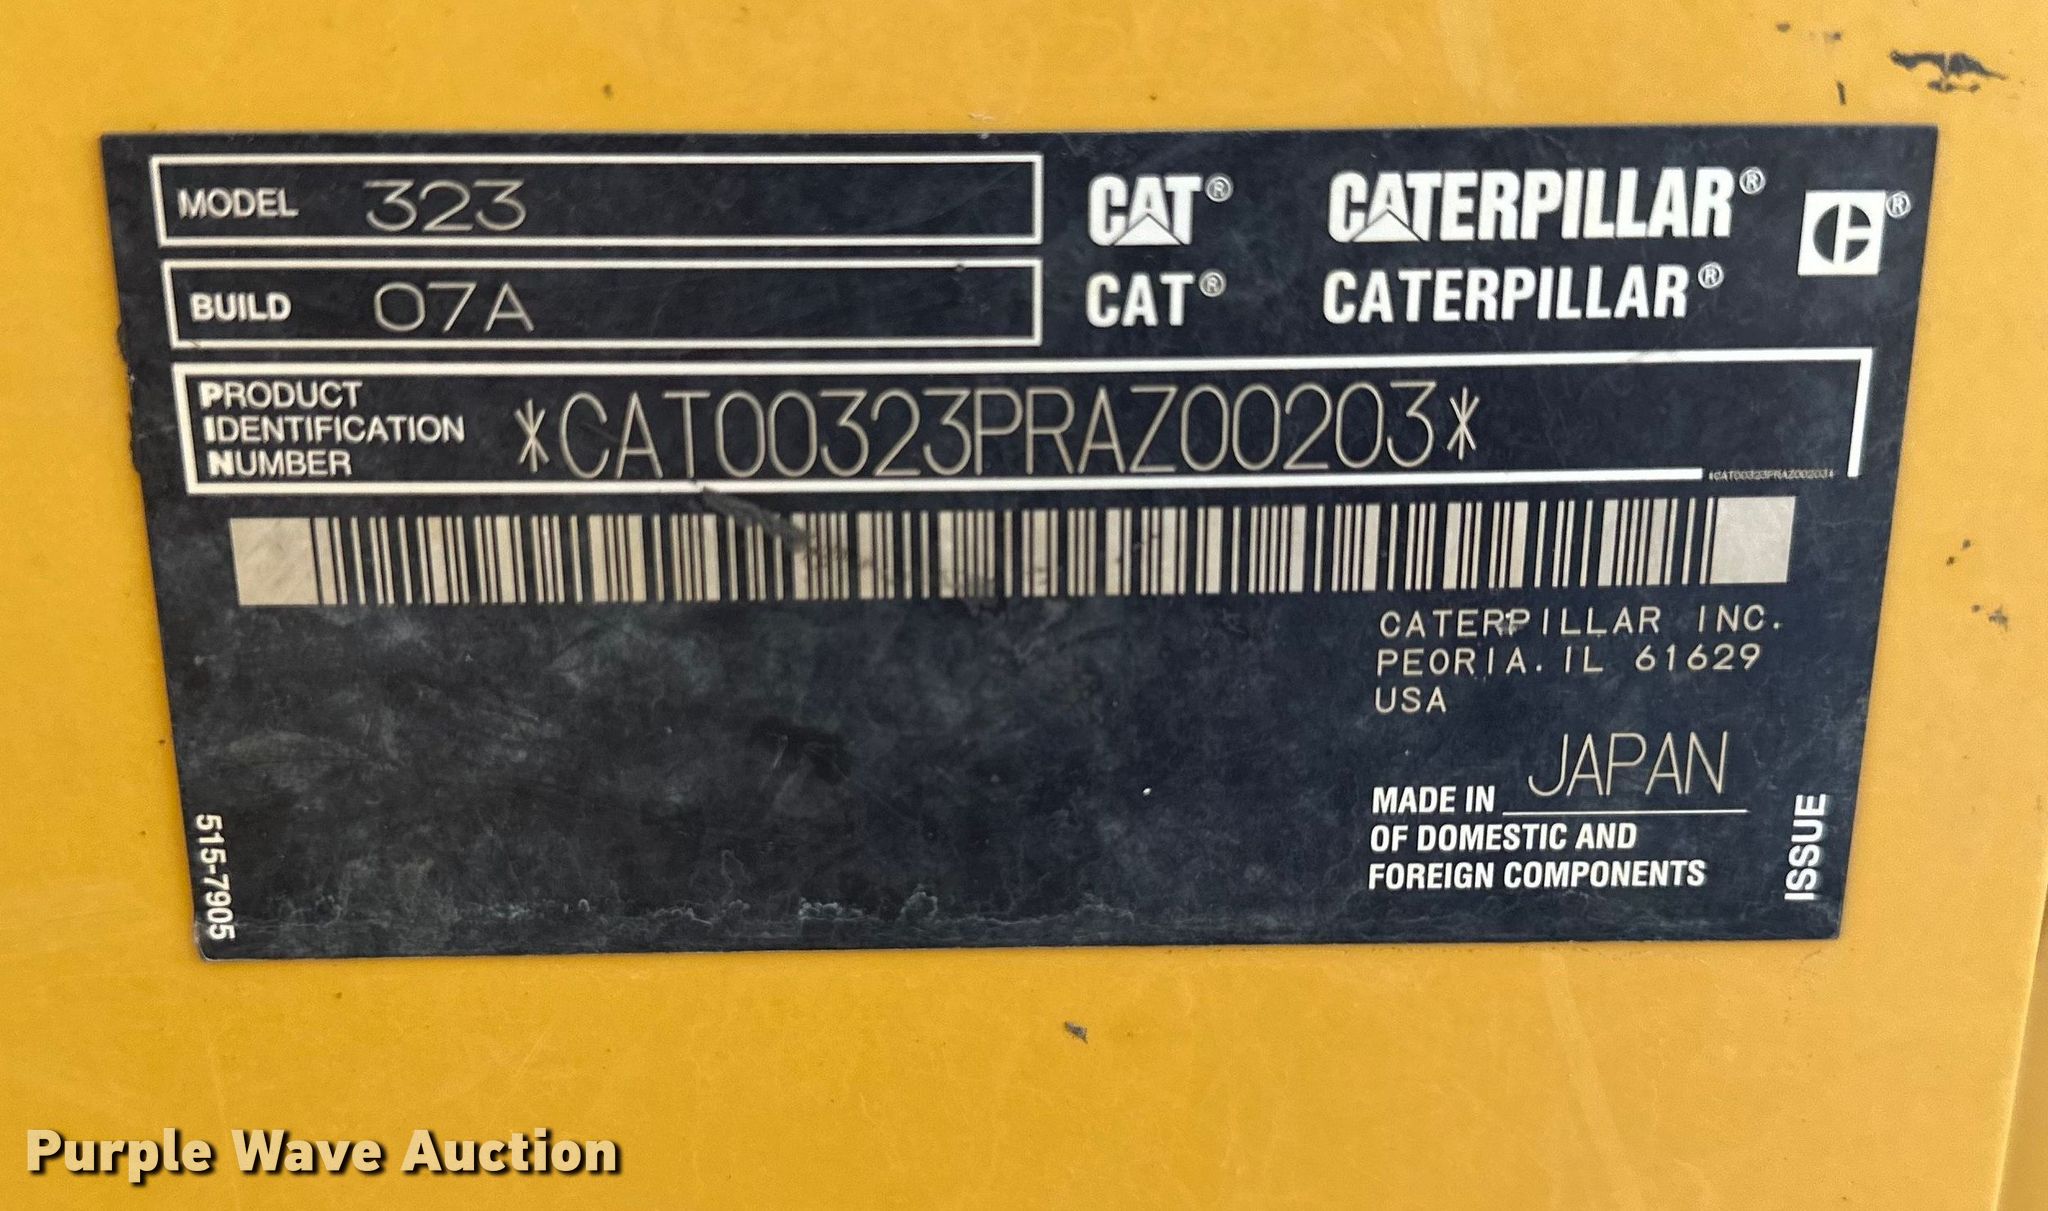 MODEL 323
CAT® CATERPILLAR®
BUILD 07A
CAT® CATERPILLAR®
PRODUCT
IDENTIFICATION
NUMBER
*CAT00323PRAZ00203*
*CAT00323PRAZ00203*
CATERPILLAR INC.
PEORIA. IL 61629
USA
MADE IN JAPAN
OF DOMESTIC AND
FOREIGN COMPONENTS
ISSUE
515-7905
Purple Wave Auction